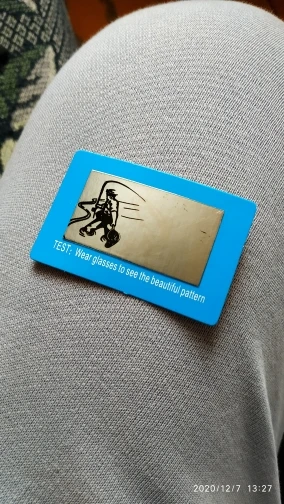 TEST: Wear glasses to see the beautiful pattern
2020/12/7 13:27